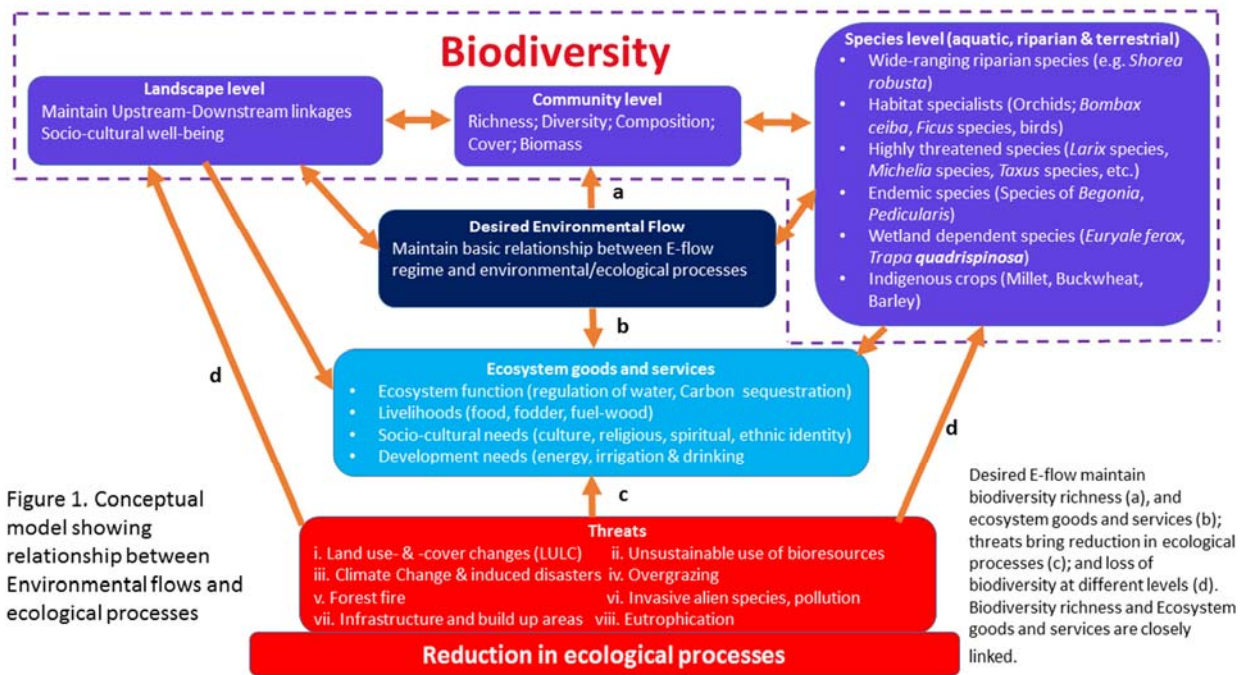 Biodiversity
Landscape level
Maintain Upstream-Downstream linkages
Socio-cultural well-being
Community level
Richness; Diversity; Composition;
Cover; Biomass
Species level (aquatic, riparian & terrestrial)
• Wide-ranging riparian species (e.g. Shorea
robusta)
• Habitat specialists (Orchids; Bombax
ceiba, Ficus species, birds)
• Highly threatened species (Larix species,
Michelia species, Taxus species, etc.)
• Endemic species (Species of Begonia,
Pedicularis)
• Wetland dependent species (Euryale ferox,
Trapa quadrispinosa)
• Indigenous crops (Millet, Buckwheat,
Barley)
a
Desired Environmental Flow
Maintain basic relationship between E-flow
regime and environmental/ecological processes
b
d
Ecosystem goods and services
• Ecosystem function (regulation of water, Carbon sequestration)
• Livelihoods (food, fodder, fuel-wood)
• Socio-cultural needs (culture, religious, spiritual, ethnic identity)
• Development needs (energy, irrigation & drinking
d
c
Threats
i. Land use- & -cover changes (LULC) ii. Unsustainable use of bioresources
iii. Climate Change & induced disasters iv. Overgrazing
v. Forest fire vi. Invasive alien species, pollution
vii. Infrastructure and build up areas viii. Eutrophication
Reduction in ecological processes
Figure 1. Conceptual
model showing
relationship between
Environmental flows and
ecological processes
Desired E-flow maintain
biodiversity richness (a), and
ecosystem goods and services (b);
threats bring reduction in ecological
processes (c); and loss of
biodiversity at different levels (d).
Biodiversity richness and Ecosystem
goods and services are closely
linked.